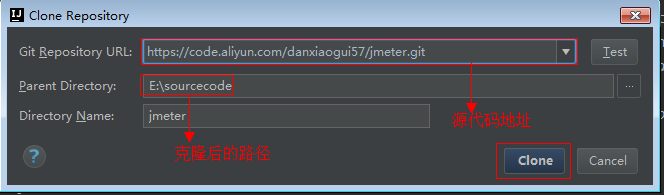 Clone Repository
Git Repository URL: https://code.aliyun.com/danxiaogui57/jmeter.git Test
Parent Directory: E:\sourcecode ...
Directory Name: jmeter
源代码地址
克隆后的路径
? Clone Cancel